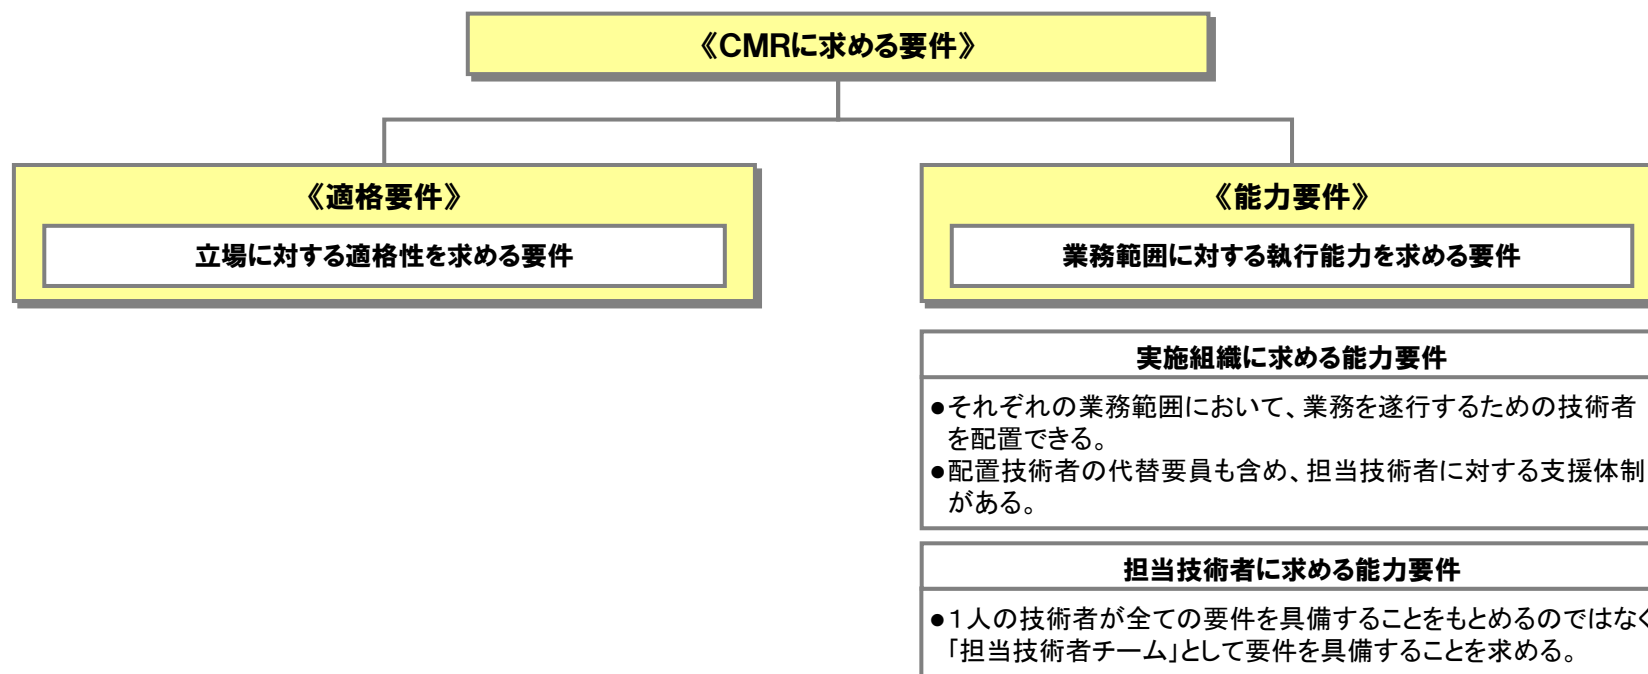 《CMRに求める要件》
《適格要件》
立場に対する適格性を求める要件
《能力要件》
業務範囲に対する執行能力を求める要件
実施組織に求める能力要件
●それぞれの業務範囲において、業務を遂行するための技術者
を配置できる。
●配置技術者の代替要員も含め、担当技術者に対する支援体制
がある。
担当技術者に求める能力要件
●1人の技術者が全ての要件を具備することをもとめるのではなく
「担当技術者チーム」として要件を具備することを求める。